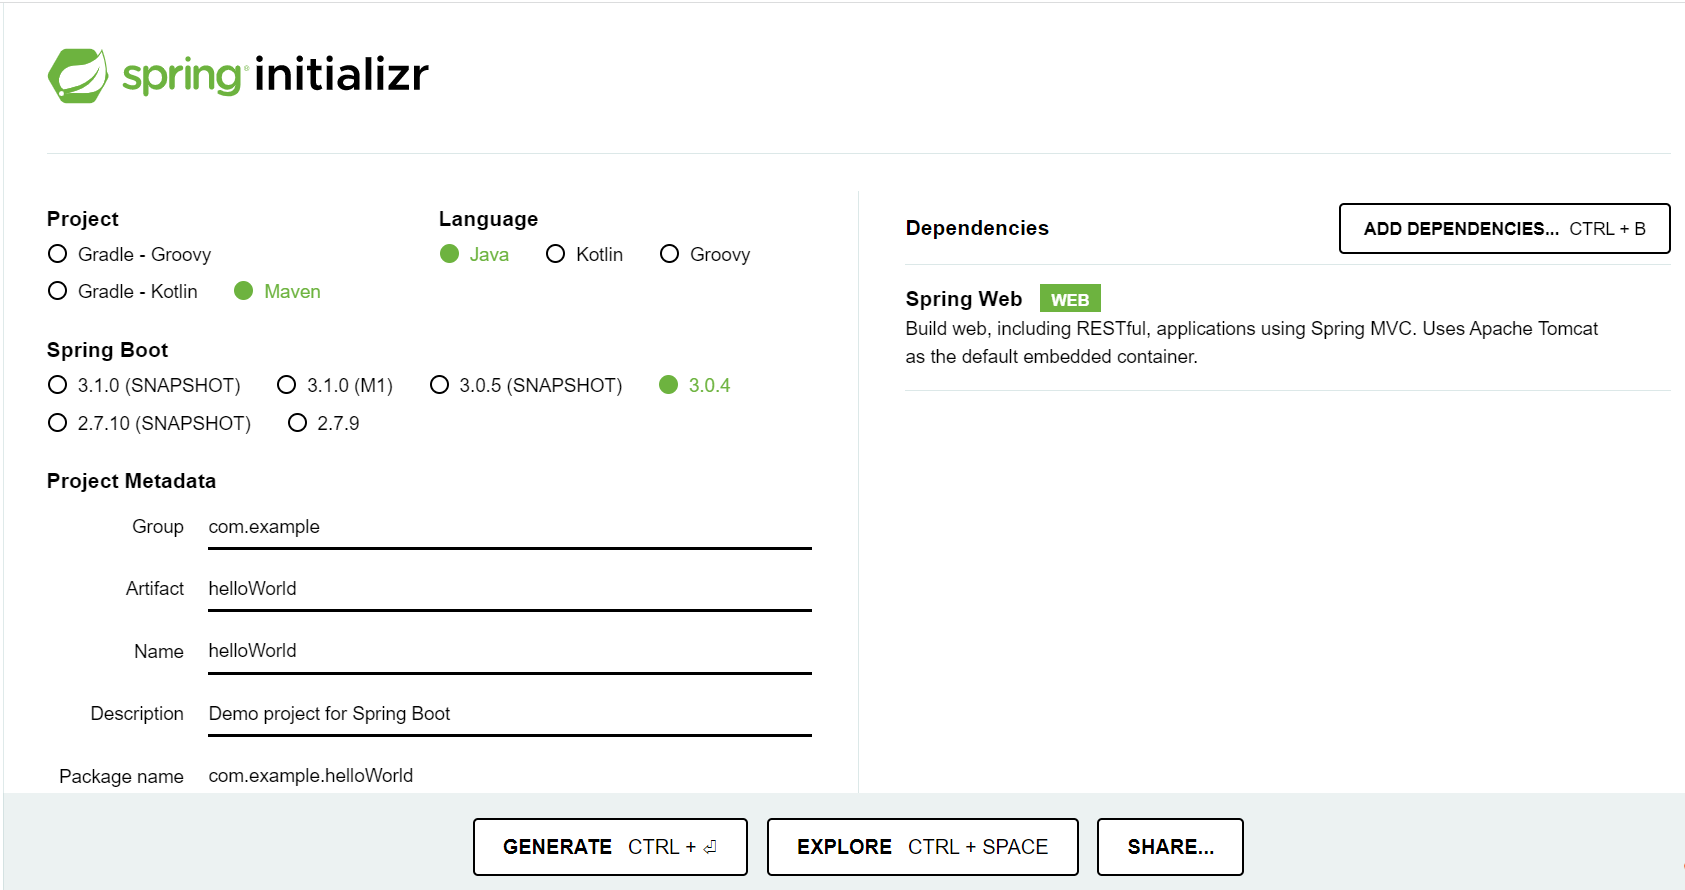 spring initializr
Project
Gradle - Groovy
Gradle - Kotlin Maven
Language
Java Kotlin Groovy
Spring Boot
3.1.0 (SNAPSHOT) 3.1.0 (M1) 3.0.5 (SNAPSHOT) 3.0.4
2.7.10 (SNAPSHOT) 2.7.9
Project Metadata
Group com.example
Artifact helloWorld
Name helloWorld
Description Demo project for Spring Boot
Package name com.example.helloWorld
Dependencies
ADD DEPENDENCIES... CTRL + B
Spring Web WEB
Build web, including RESTful, applications using Spring MVC. Uses Apache Tomcat
as the default embedded container.
GENERATE CTRL + ⏎
EXPLORE CTRL + SPACE
SHARE...